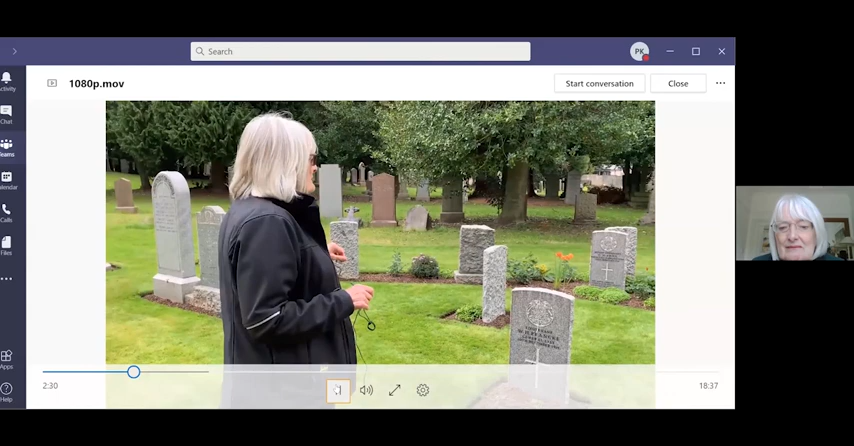 Search
PK
1080p.mov
Start conversation
Close
Activity
Chat
Teams
Calendar
Calls
Files
Apps
Help
2:30
18:37